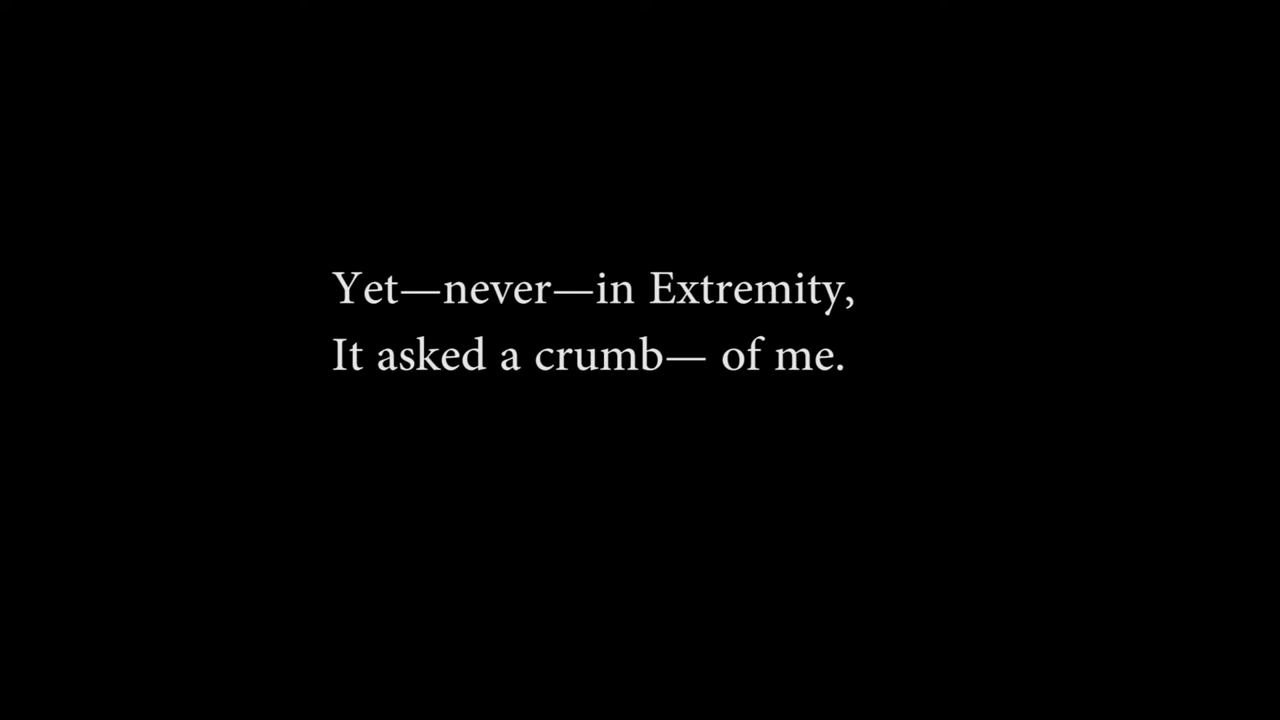 Yet—never—in Extremity,
It asked a crumb— of me.